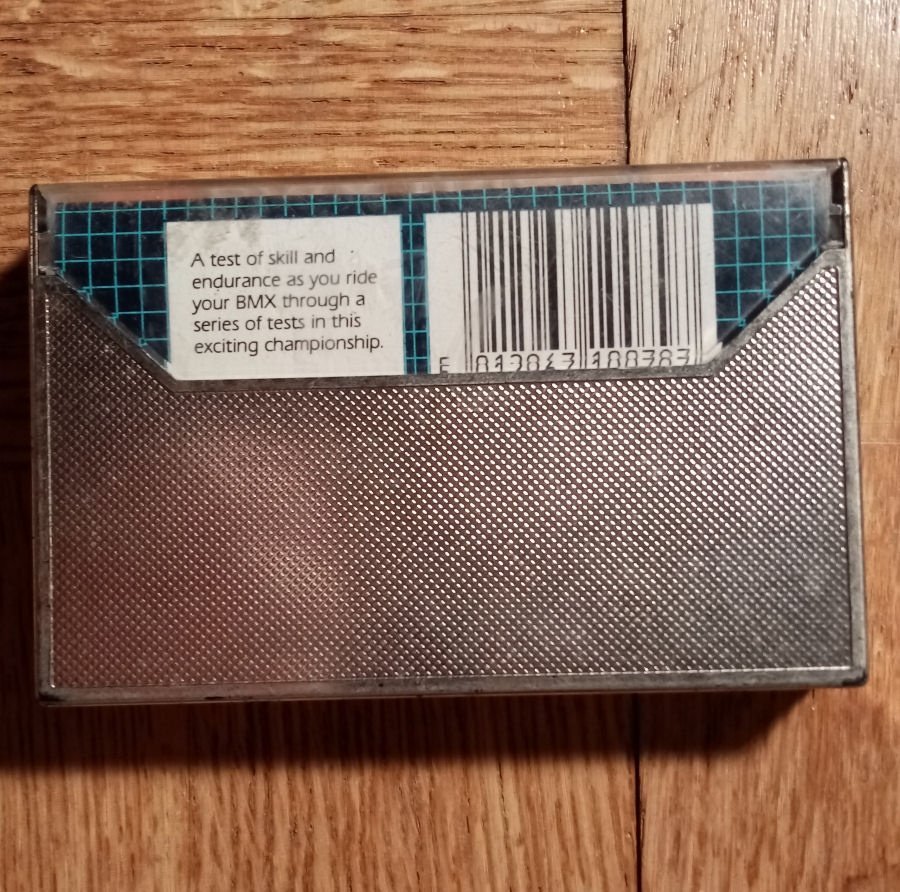 A test of skill and
endurance as you ride
your BMX through a
series of tests in this
exciting championship.